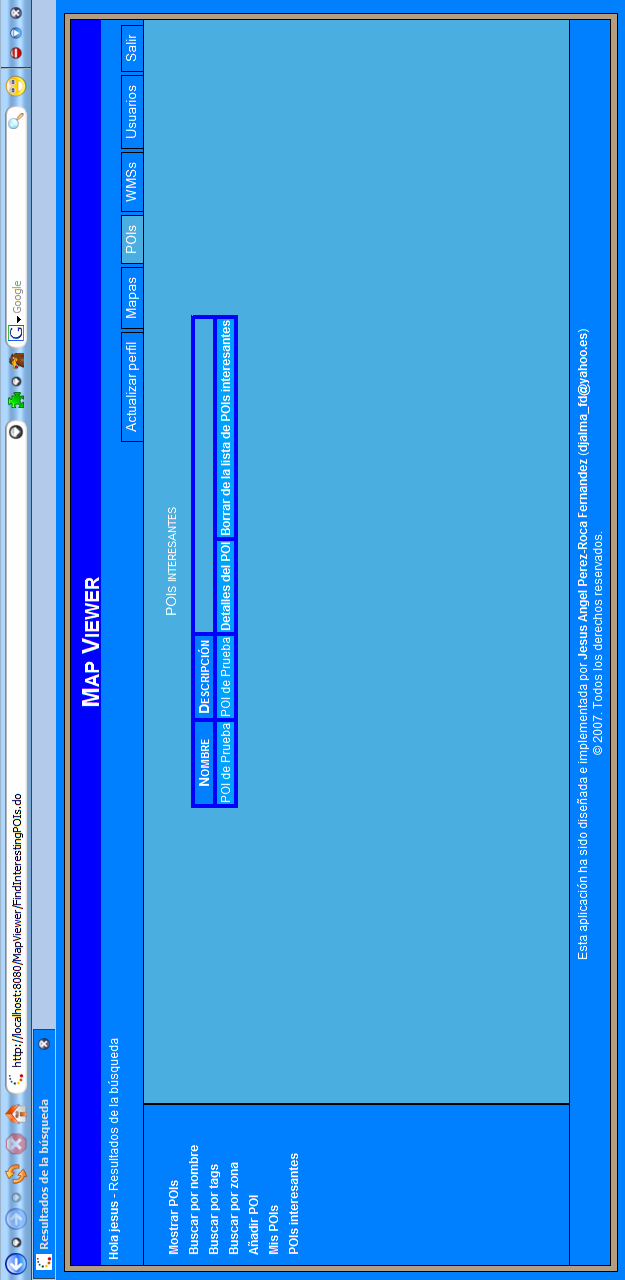 http://localhost:8080/MapViewer/FindInterestingPOIs.do
G Google
Resultados de la búsqueda
MAP VIEWER
Hola jesus - Resultados de la búsqueda
Actualizar perfil Mapas POIs WMSs Usuarios Salir
Mostrar POIs
Buscar por nombre
Buscar por tags
Buscar por zona
Añadir POI
Mis POIs
POIs interesantes
POIS INTERESANTES
NOMBRE DESCRIPCIÓN
POI de Prueba POI de Prueba Detalles del POI Borrar de la lista de POIs interesantes
Esta aplicación ha sido diseñada e implementada por Jesus Angel Perez-Roca Fernandez (djalma_fd@yahoo.es)
© 2007. Todos los derechos reservados.